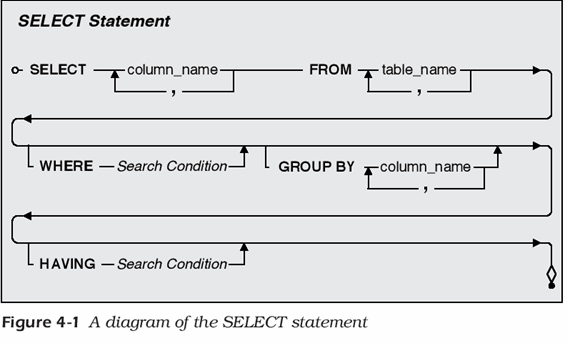 SELECT Statement
SELECT column_name , FROM table_name ,
WHERE Search Condition GROUP BY column_name ,
HAVING Search Condition
Figure 4-1 A diagram of the SELECT statement